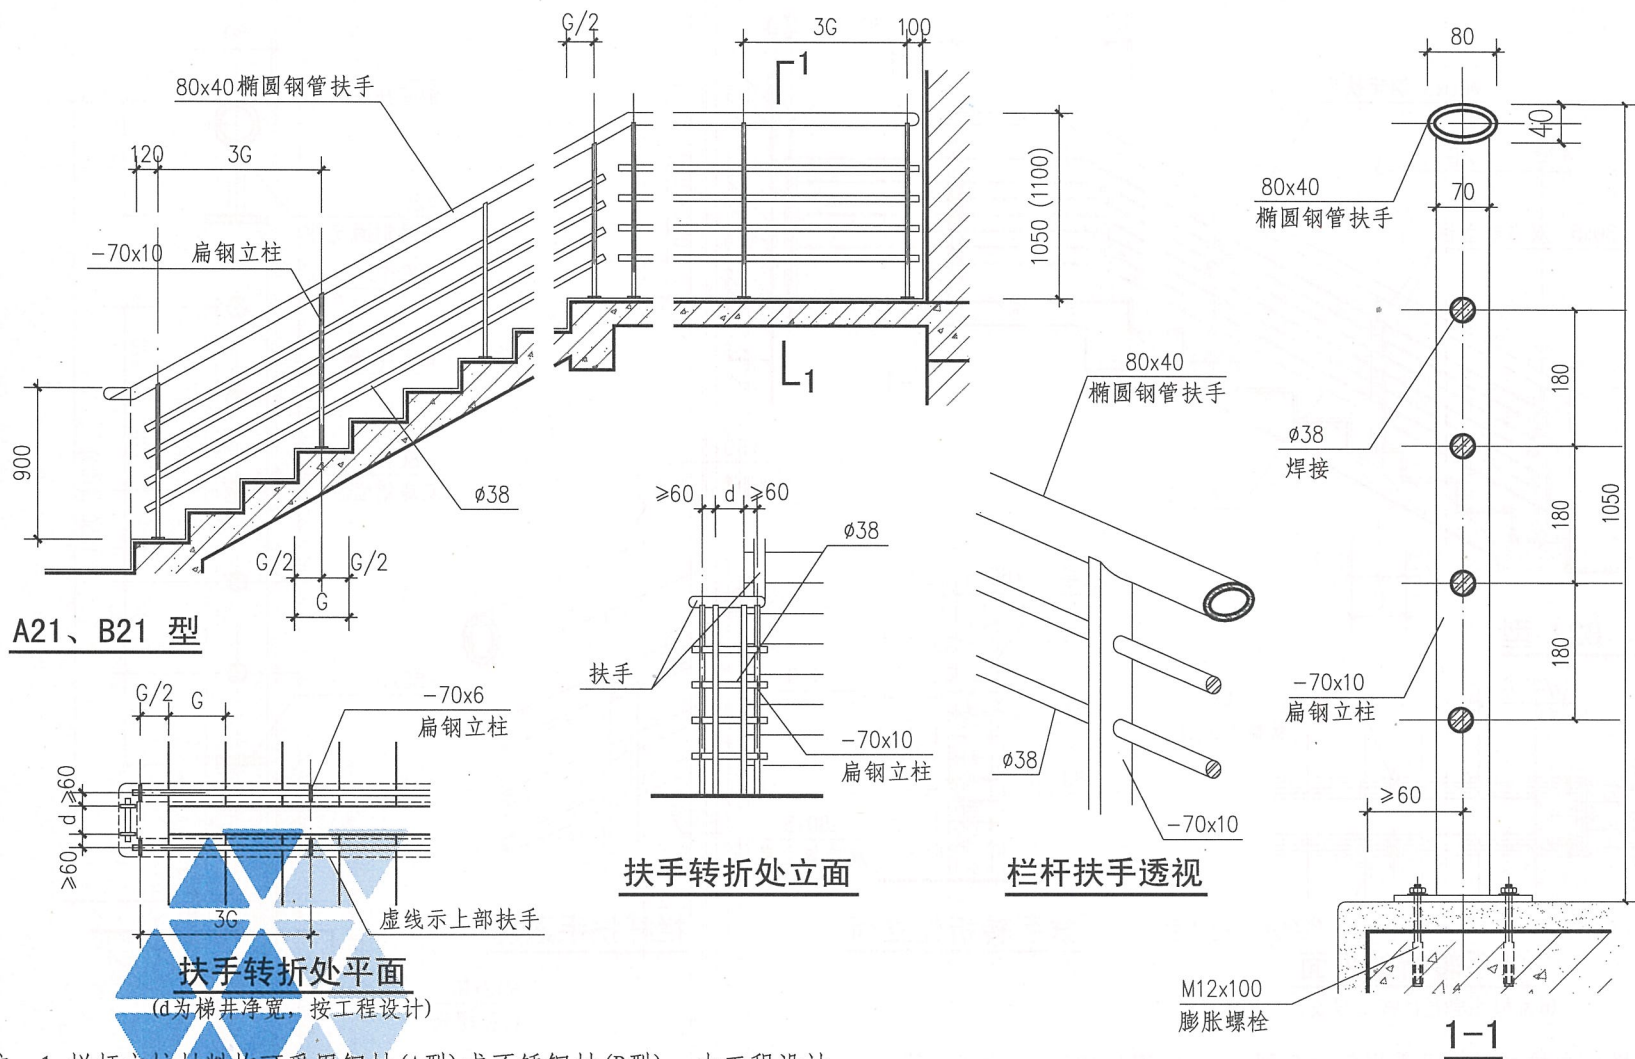 G/2
3G
100
1
80x40椭圆钢管扶手
120
3G
-70x10 扁钢立柱
1050 (1100)
1
900
ø38
G/2
G/2
G
A21、B21 型
80
40
80x40
椭圆钢管扶手
70
ø38
焊接
180
180
180
1050
-70x10
扁钢立柱
≥60
M12x100
膨胀螺栓
1-1
≥60
d
≥60
ø38
扶手
-70x10
扁钢立柱
扶手转折处立面
80x40
椭圆钢管扶手
ø38
-70x10
栏杆扶手透视
G/2
G
-70x6
扁钢立柱
≥60
d
≥60
3G
虚线示上部扶手
扶手转折处平面
(d为梯井净宽, 按工程设计)